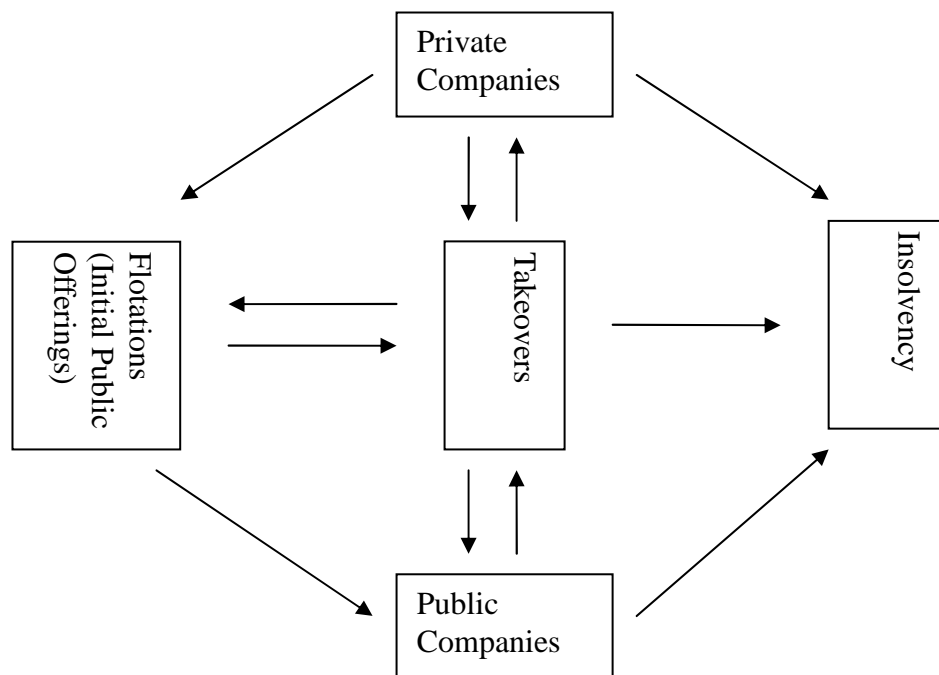 Private
Companies
Flotations
(Initial Public
Offerings)
Takeovers
Insolvency
Public
Companies